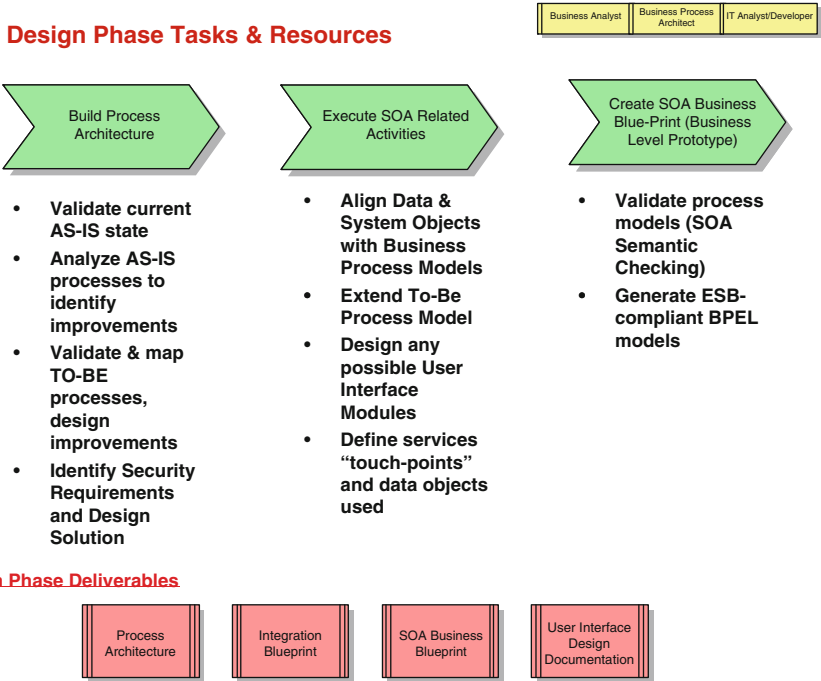 Design Phase Tasks & Resources
Business Analyst
Business Process
Architect
IT Analyst/Developer
Build Process
Architecture
Execute SOA Related
Activities
Create SOA Business
Blue-Print (Business
Level Prototype)
• Validate current
AS-IS state
• Analyze AS-IS
processes to
identify
improvements
• Validate & map
TO-BE
processes,
design
improvements
• Identify Security
Requirements
and Design
Solution
• Align Data &
System Objects
with Business
Process Models
• Extend To-Be
Process Model
• Design any
possible User
Interface
Modules
• Define services
“touch-points”
and data objects
used
• Validate process
models (SOA
Semantic
Checking)
• Generate ESB-
compliant BPEL
models
Phase Deliverables
Process
Architecture
Integration
Blueprint
SOA Business
Blueprint
User Interface
Design
Documentation